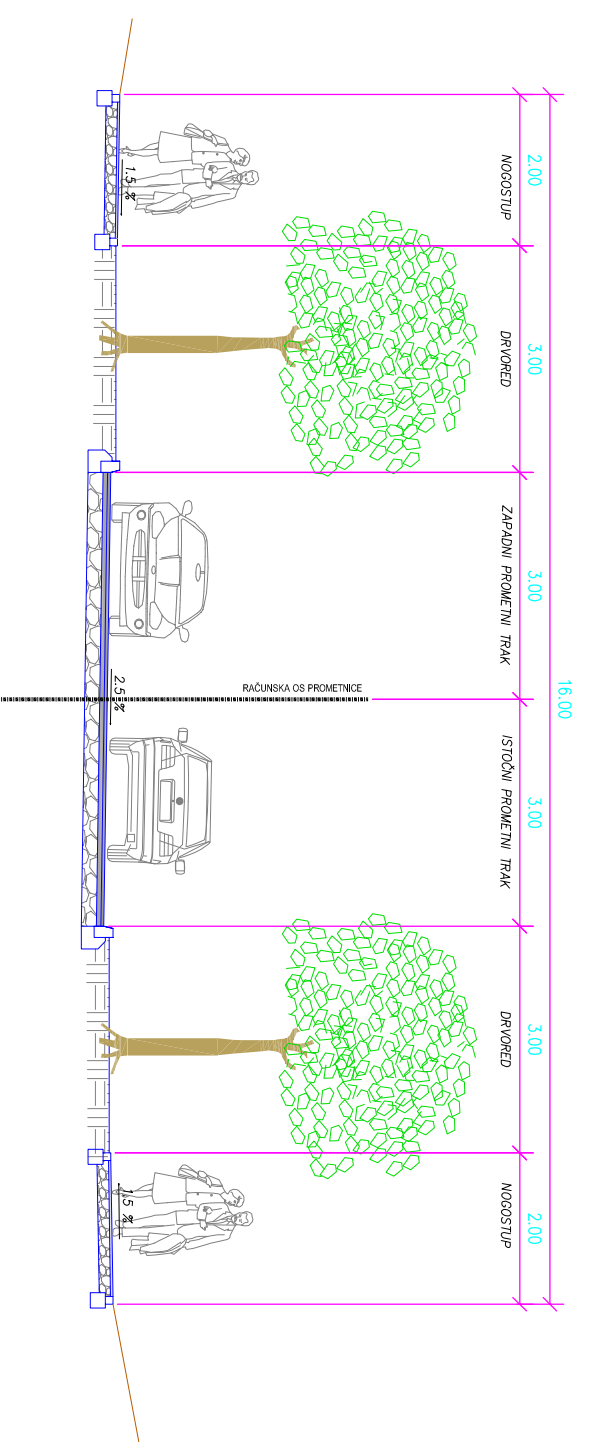 16.00
2.00
3.00
3.00
3.00
3.00
2.00
NOGOSTUP
DRVORED
ZAPADNI PROMETNI TRAK
ISTOČNI PROMETNI TRAK
DRVORED
NOGOSTUP
RAČUNSKA OS PROMETNICE
1.5 %
2.5 %
1.5 %